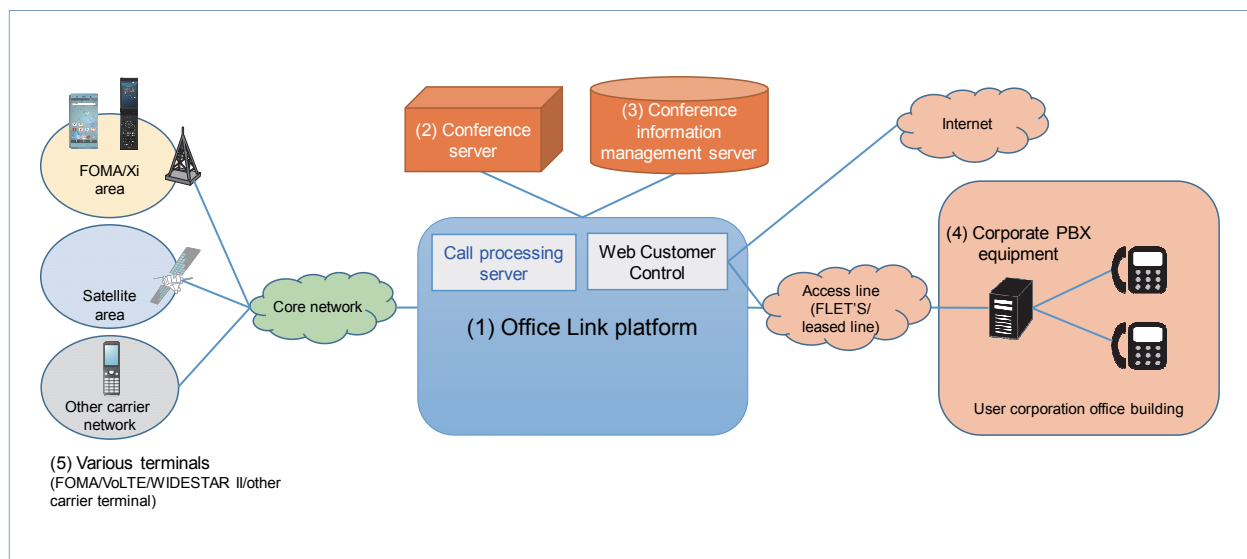 FOMA/Xi
area
Satellite
area
Other carrier
network
(5) Various terminals
(FOMA/VoLTE/WIDESTAR II/other
carrier terminal)
Core network
(2) Conference
server
(3) Conference
information
management server
Call processing
server
Web Customer
Control
(1) Office Link platform
Internet
Access line
(FLET'S/
leased line)
(4) Corporate PBX
equipment
User corporation office building